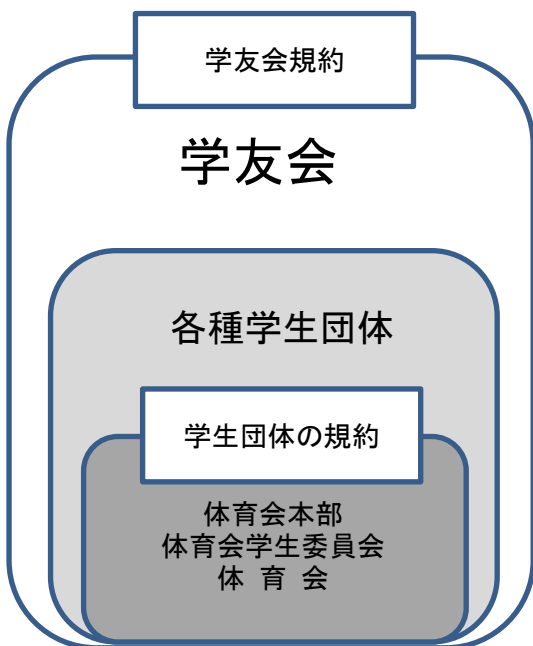 学友会規約
学友会
各種学生団体
学生団体の規約
体育会本部
体育会学生委員会
体 育 会